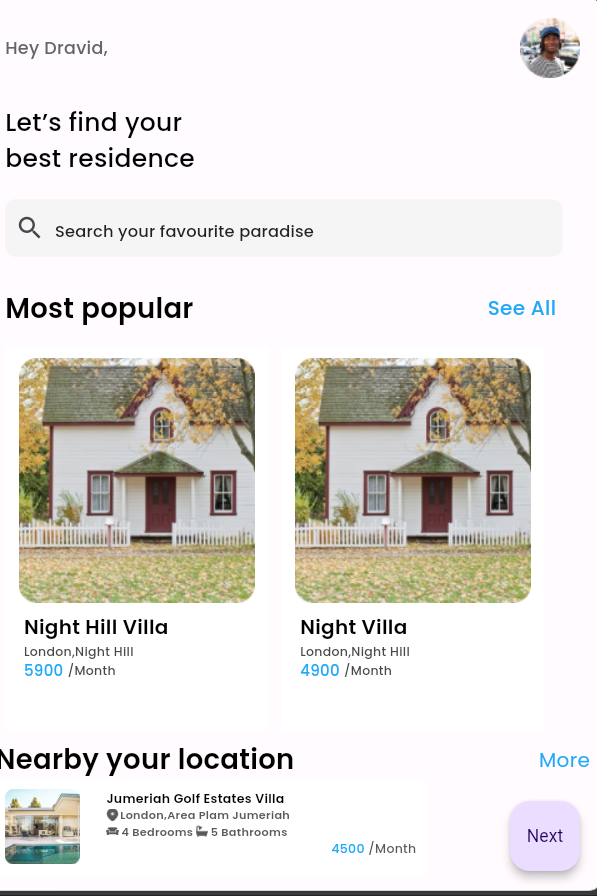 Hey Dravid,
Let's find your
best residence
Search your favourite paradise
Most popular
See All
Night Hill Villa
London,Night Hill
5900 /Month
Night Villa
London,Night Hill
4900 /Month
Nearby your location
More
Jumeriah Golf Estates Villa
London,Area Plam Jumeriah
4 Bedrooms 5 Bathrooms
4500 /Month
Next